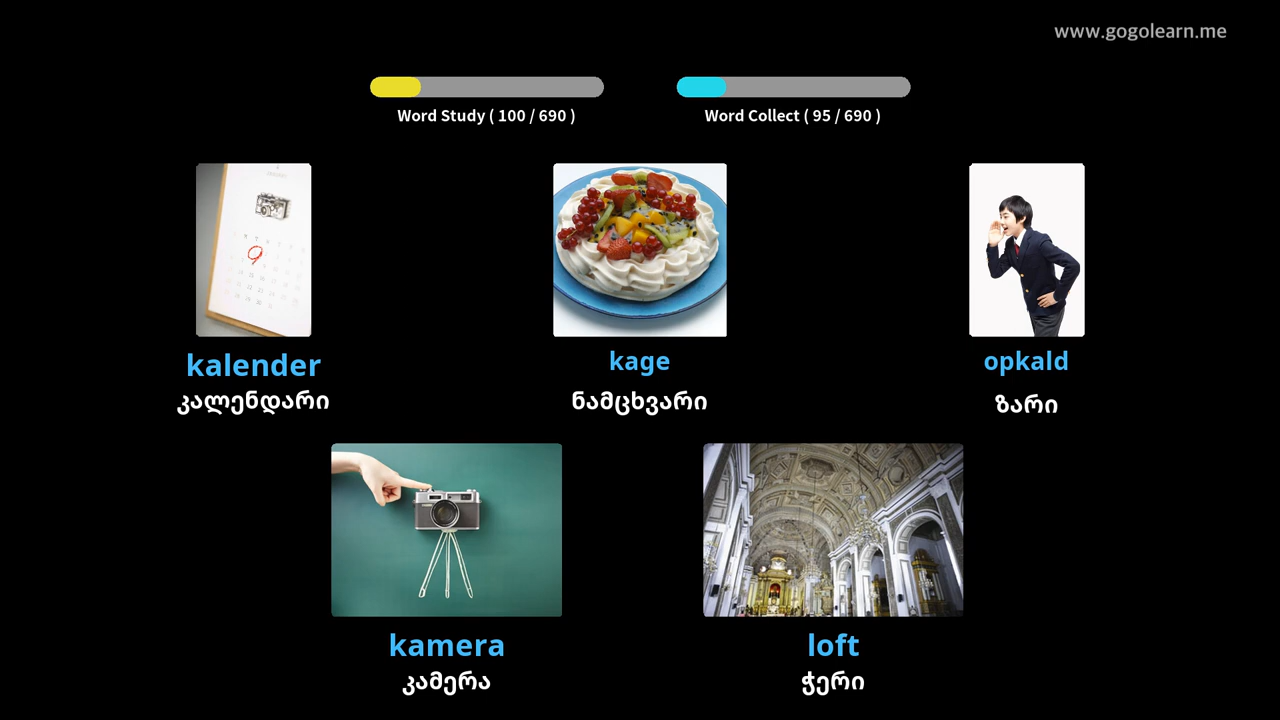 www.gogolearn.me
Word Study ( 100 / 690 )
Word Collect ( 95 / 690 )
kalender
კალენდარი
kage
ნამცხვარი
opkald
ზარი
kamera
კამერა
loft
ჭერი